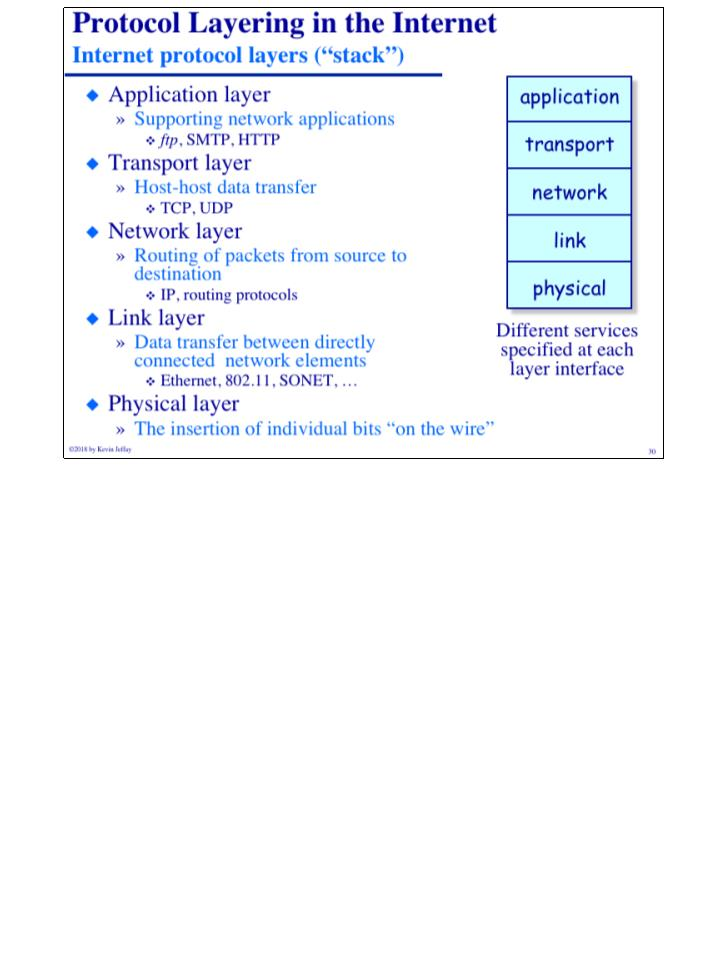 Protocol Layering in the Internet
Internet protocol layers (“stack”)
◆ Application layer
» Supporting network applications
❖ ftp, SMTP, HTTP
◆ Transport layer
» Host-host data transfer
❖ TCP, UDP
◆ Network layer
» Routing of packets from source to
destination
❖ IP, routing protocols
◆ Link layer
» Data transfer between directly
connected network elements
❖ Ethernet, 802.11, SONET, …
◆ Physical layer
» The insertion of individual bits “on the wire”
application
transport
network
link
physical
Different services
specified at each
layer interface
©2018 by Kevin Jeffay
30